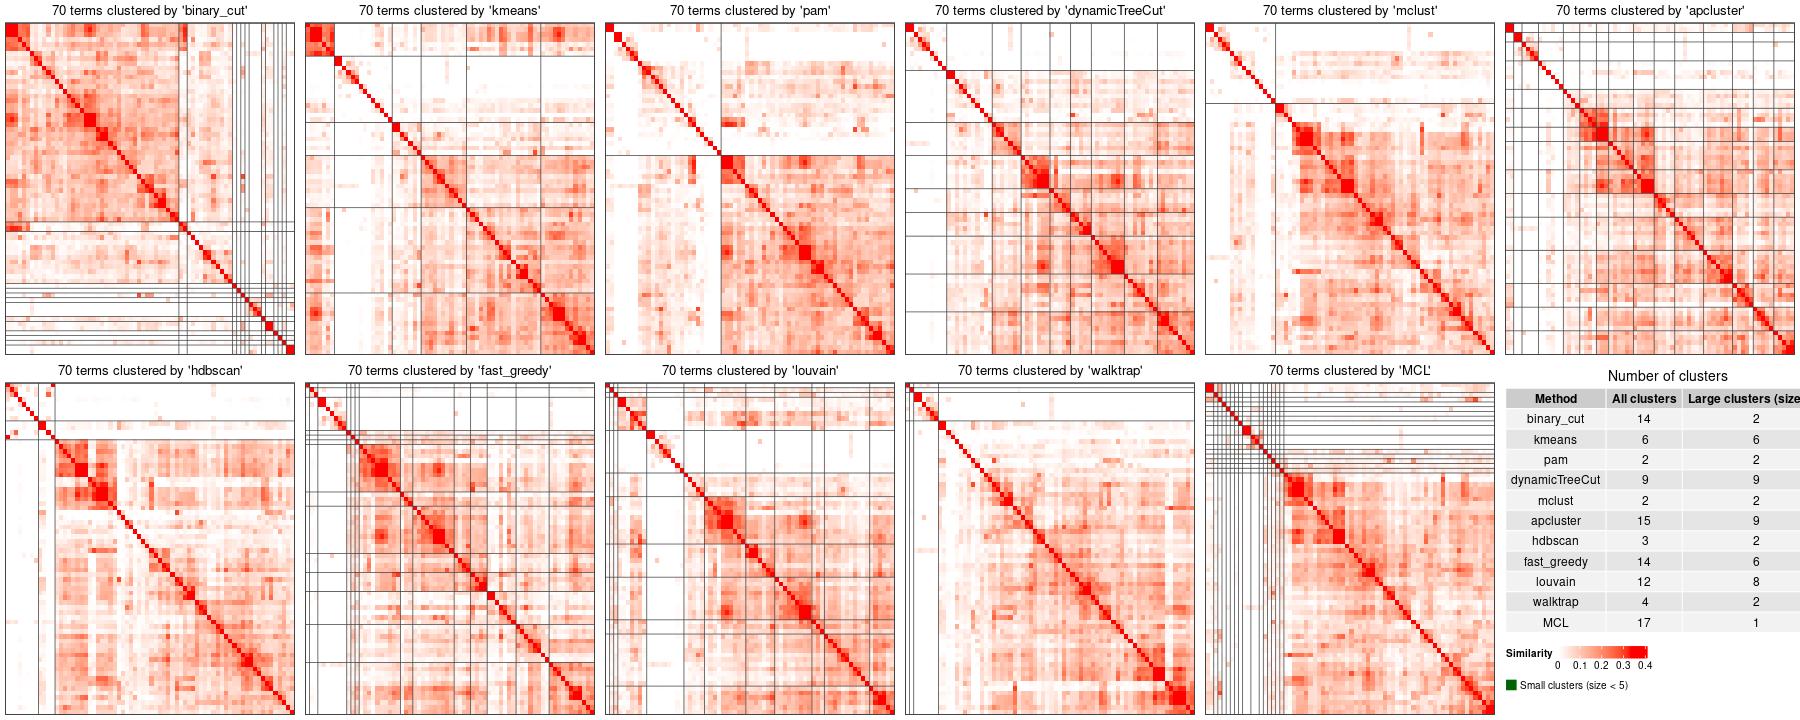 70 terms clustered by 'binary_cut'
70 terms clustered by 'kmeans'
70 terms clustered by 'pam'
70 terms clustered by 'dynamicTreeCut'
70 terms clustered by 'mclust'
70 terms clustered by 'apcluster'
70 terms clustered by 'hdbscan'
70 terms clustered by 'fast_greedy'
70 terms clustered by 'louvain'
70 terms clustered by 'walktrap'
70 terms clustered by 'MCL'
Number of clusters
Method All clusters Large clusters (size
binary_cut 14 2
kmeans 6 6
pam 2 2
dynamicTreeCut 9 9
mclust 2 2
apcluster 15 9
hdbscan 3 2
fast_greedy 14 6
louvain 12 8
walktrap 4 2
MCL 17 1
Similarity
0 0.1 0.2 0.3 0.4
Small clusters (size < 5)